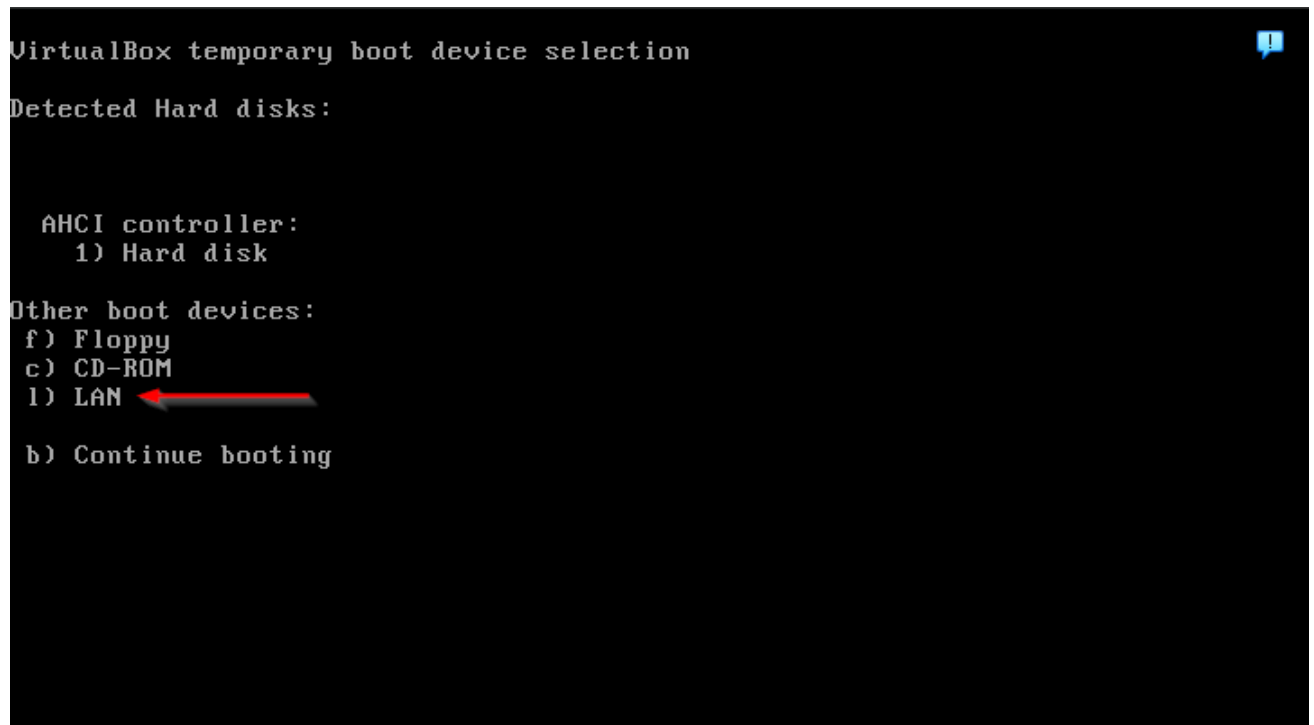 VirtualBox temporary boot device selection
Detected Hard disks:
AHCI controller:
1) Hard disk
Other boot devices:
f) Floppy
c) CD-ROM
l) LAN
b) Continue booting